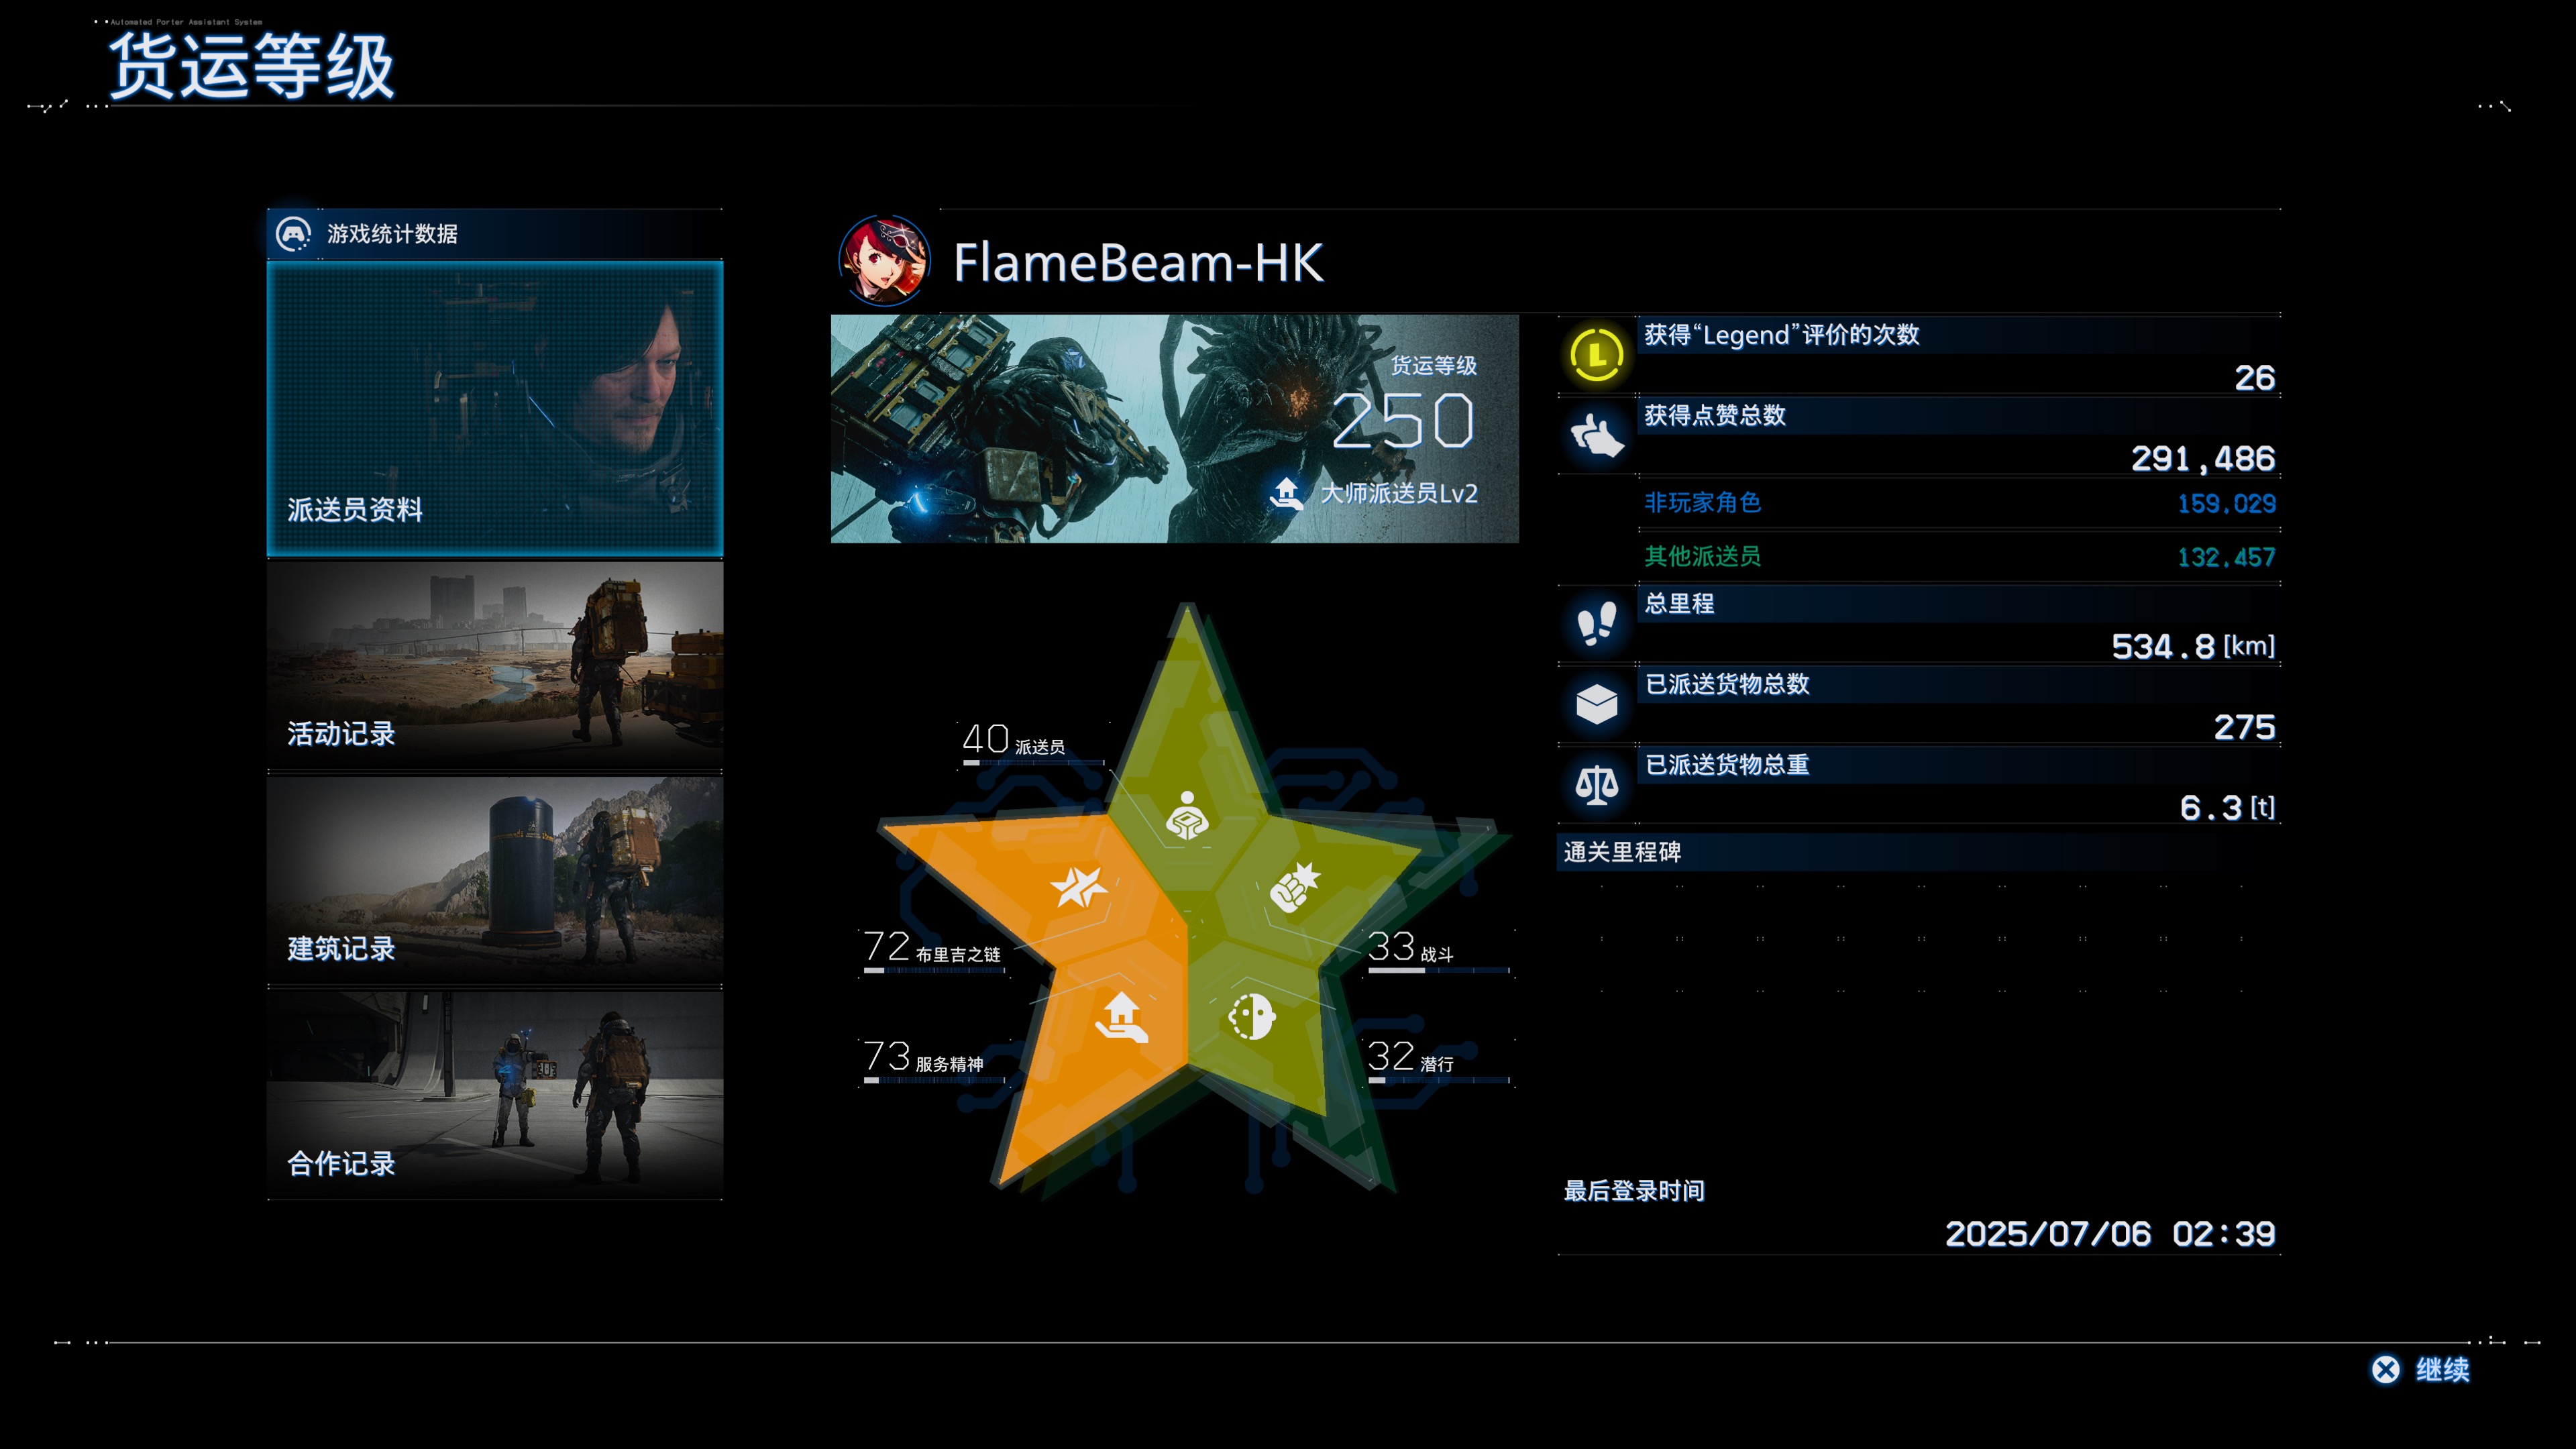 Automated Porter Assistant System
货运等级
游戏统计数据
派送员资料
活动记录
建筑记录
合作记录
FlameBeam-HK
货运等级
250
大师派送员Lv2
40 派送员
72 布里吉之链
33 战斗
73 服务精神
32 潜行
L
获得“Legend”评价的次数
26
获得点赞总数
291,486
非玩家角色 159,029
其他派送员 132,457
总里程
534.8 [km]
已派送货物总数
275
已派送货物总重
6.3 [t]
通关里程碑
最后登录时间
2025/07/06 02:39
继续